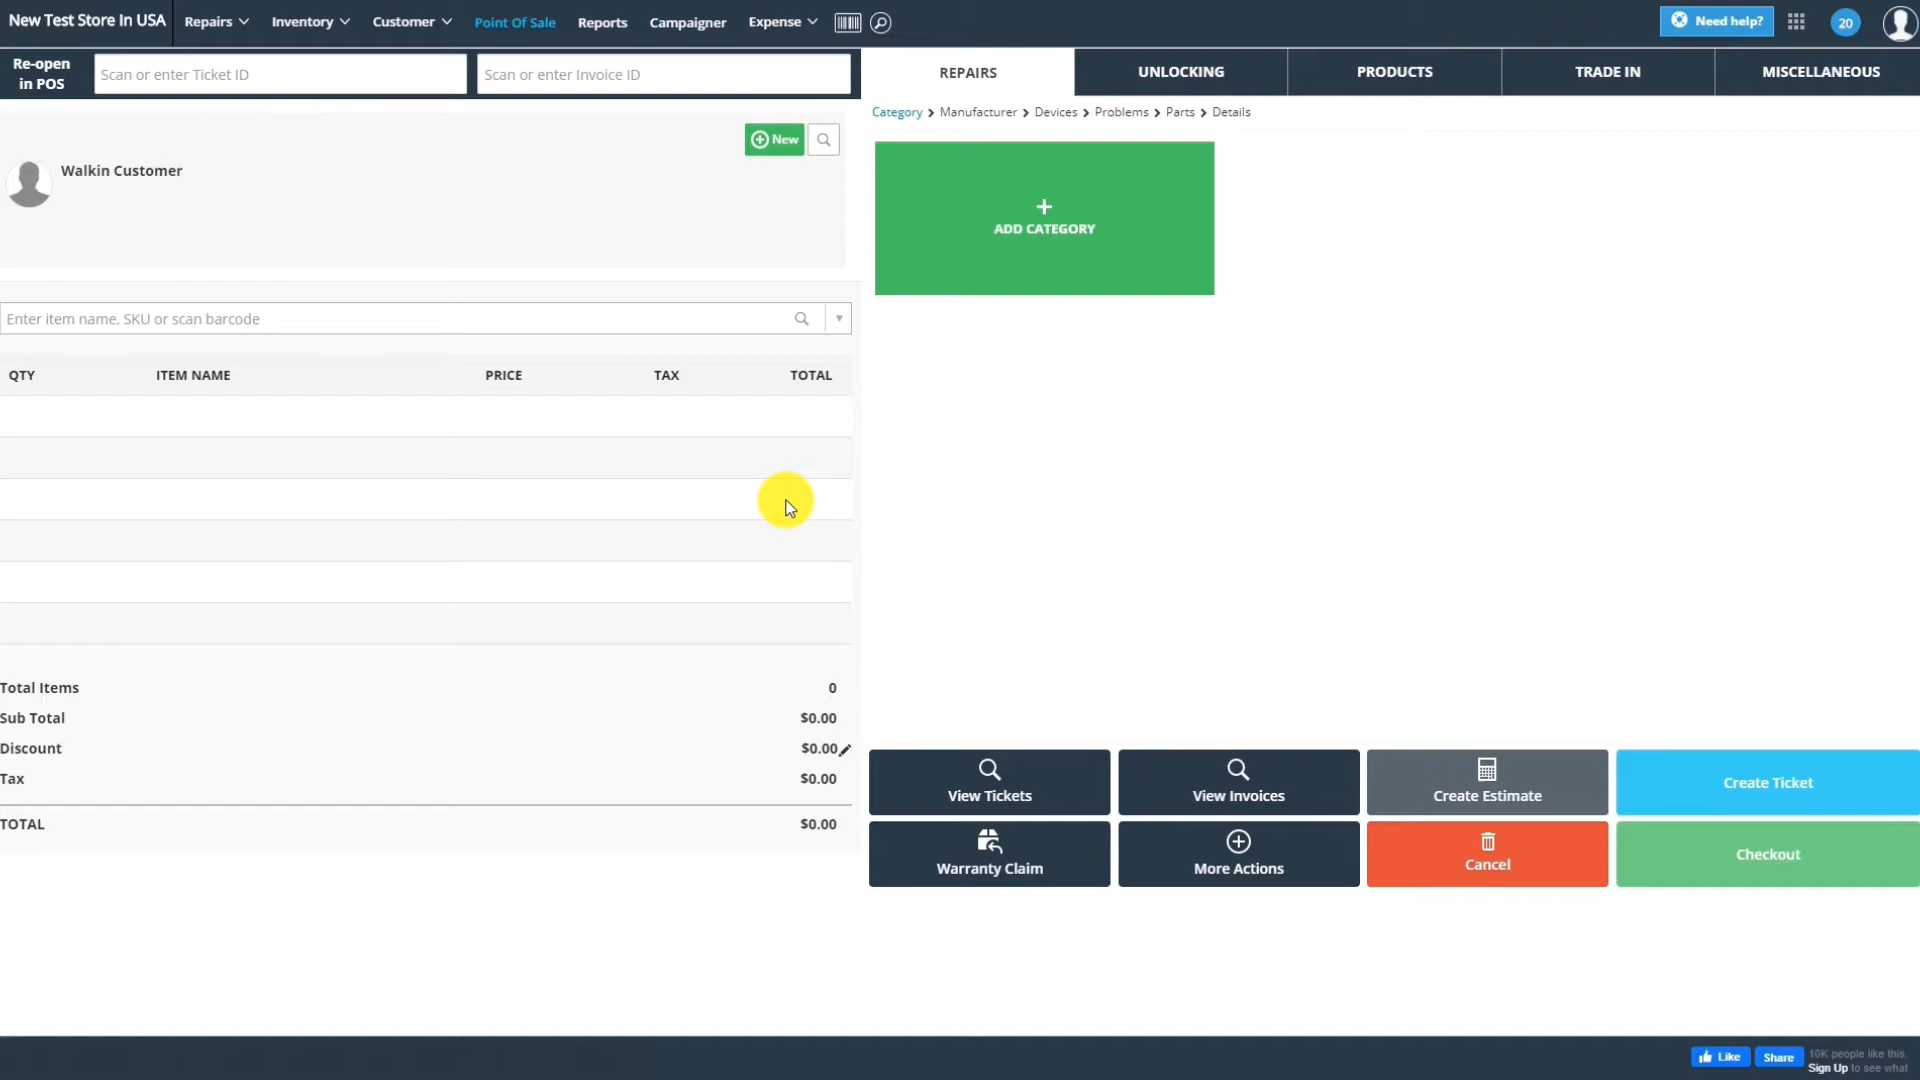 New Test Store In USA
Repairs
Inventory
Customer
Point Of Sale
Reports
Campaigner
Expense
Need help?
20
Re-open
in POS
Scan or enter Ticket ID
Scan or enter Invoice ID
REPAIRS
UNLOCKING
PRODUCTS
TRADE IN
MISCELLANEOUS
Category > Manufacturer > Devices > Problems > Parts > Details
New
Walkin Customer
+
ADD CATEGORY
Enter item name, SKU or scan barcode
QTY ITEM NAME PRICE TAX TOTAL
Total Items 0
Sub Total $0.00
Discount $0.00
Tax $0.00
TOTAL $0.00
View Tickets
View Invoices
Create Estimate
Create Ticket
Warranty Claim
More Actions
Cancel
Checkout
Like
Share
10K people like this.
Sign Up to see what